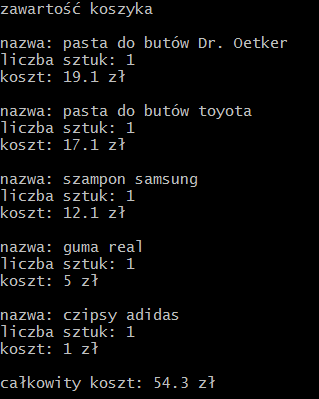 zawartość koszyka
nazwa: pasta do butów Dr. Oetker
liczba sztuk: 1
koszt: 19.1 zł
nazwa: pasta do butów toyota
liczba sztuk: 1
koszt: 17.1 zł
nazwa: szampon samsung
liczba sztuk: 1
koszt: 12.1 zł
nazwa: guma real
liczba sztuk: 1
koszt: 5 zł
nazwa: czipsy adidas
liczba sztuk: 1
koszt: 1 zł
całkowity koszt: 54.3 zł